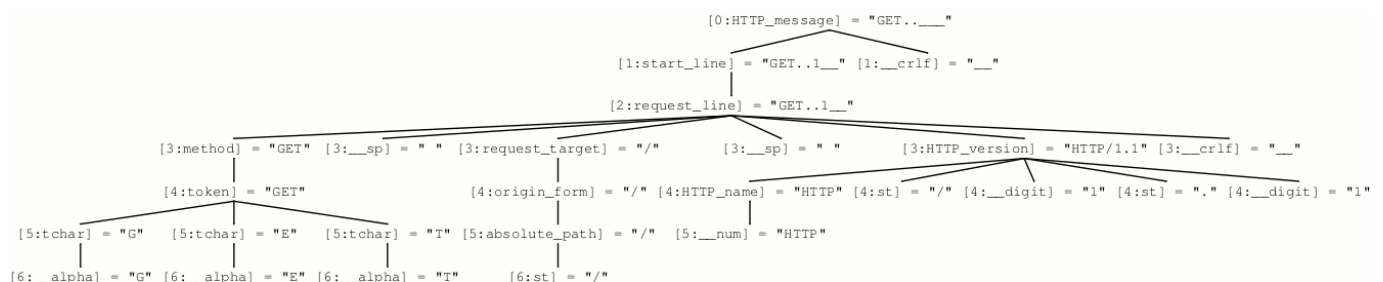 [0:HTTP_message] = "GET..___"
[1:start_line] = "GET..1__" [1:__crlf] = "__"
[2:request_line] = "GET..1__"
[3:method] = "GET" [3:__sp] = " " [3:request_target] = "/" [3:__sp] = " " [3:HTTP_version] = "HTTP/1.1" [3:__crlf] = "__"
[4:token] = "GET" [4:origin_form] = "/" [4:HTTP_name] = "HTTP" [4:st] = "/" [4:__digit] = "1" [4:st] = "." [4:__digit] = "1"
[5:tchar] = "G" [5:tchar] = "E" [5:tchar] = "T" [5:absolute_path] = "/" [5:__num] = "HTTP"
[6:__alpha] = "G" [6:__alpha] = "E" [6:__alpha] = "T" [6:st] = "/"